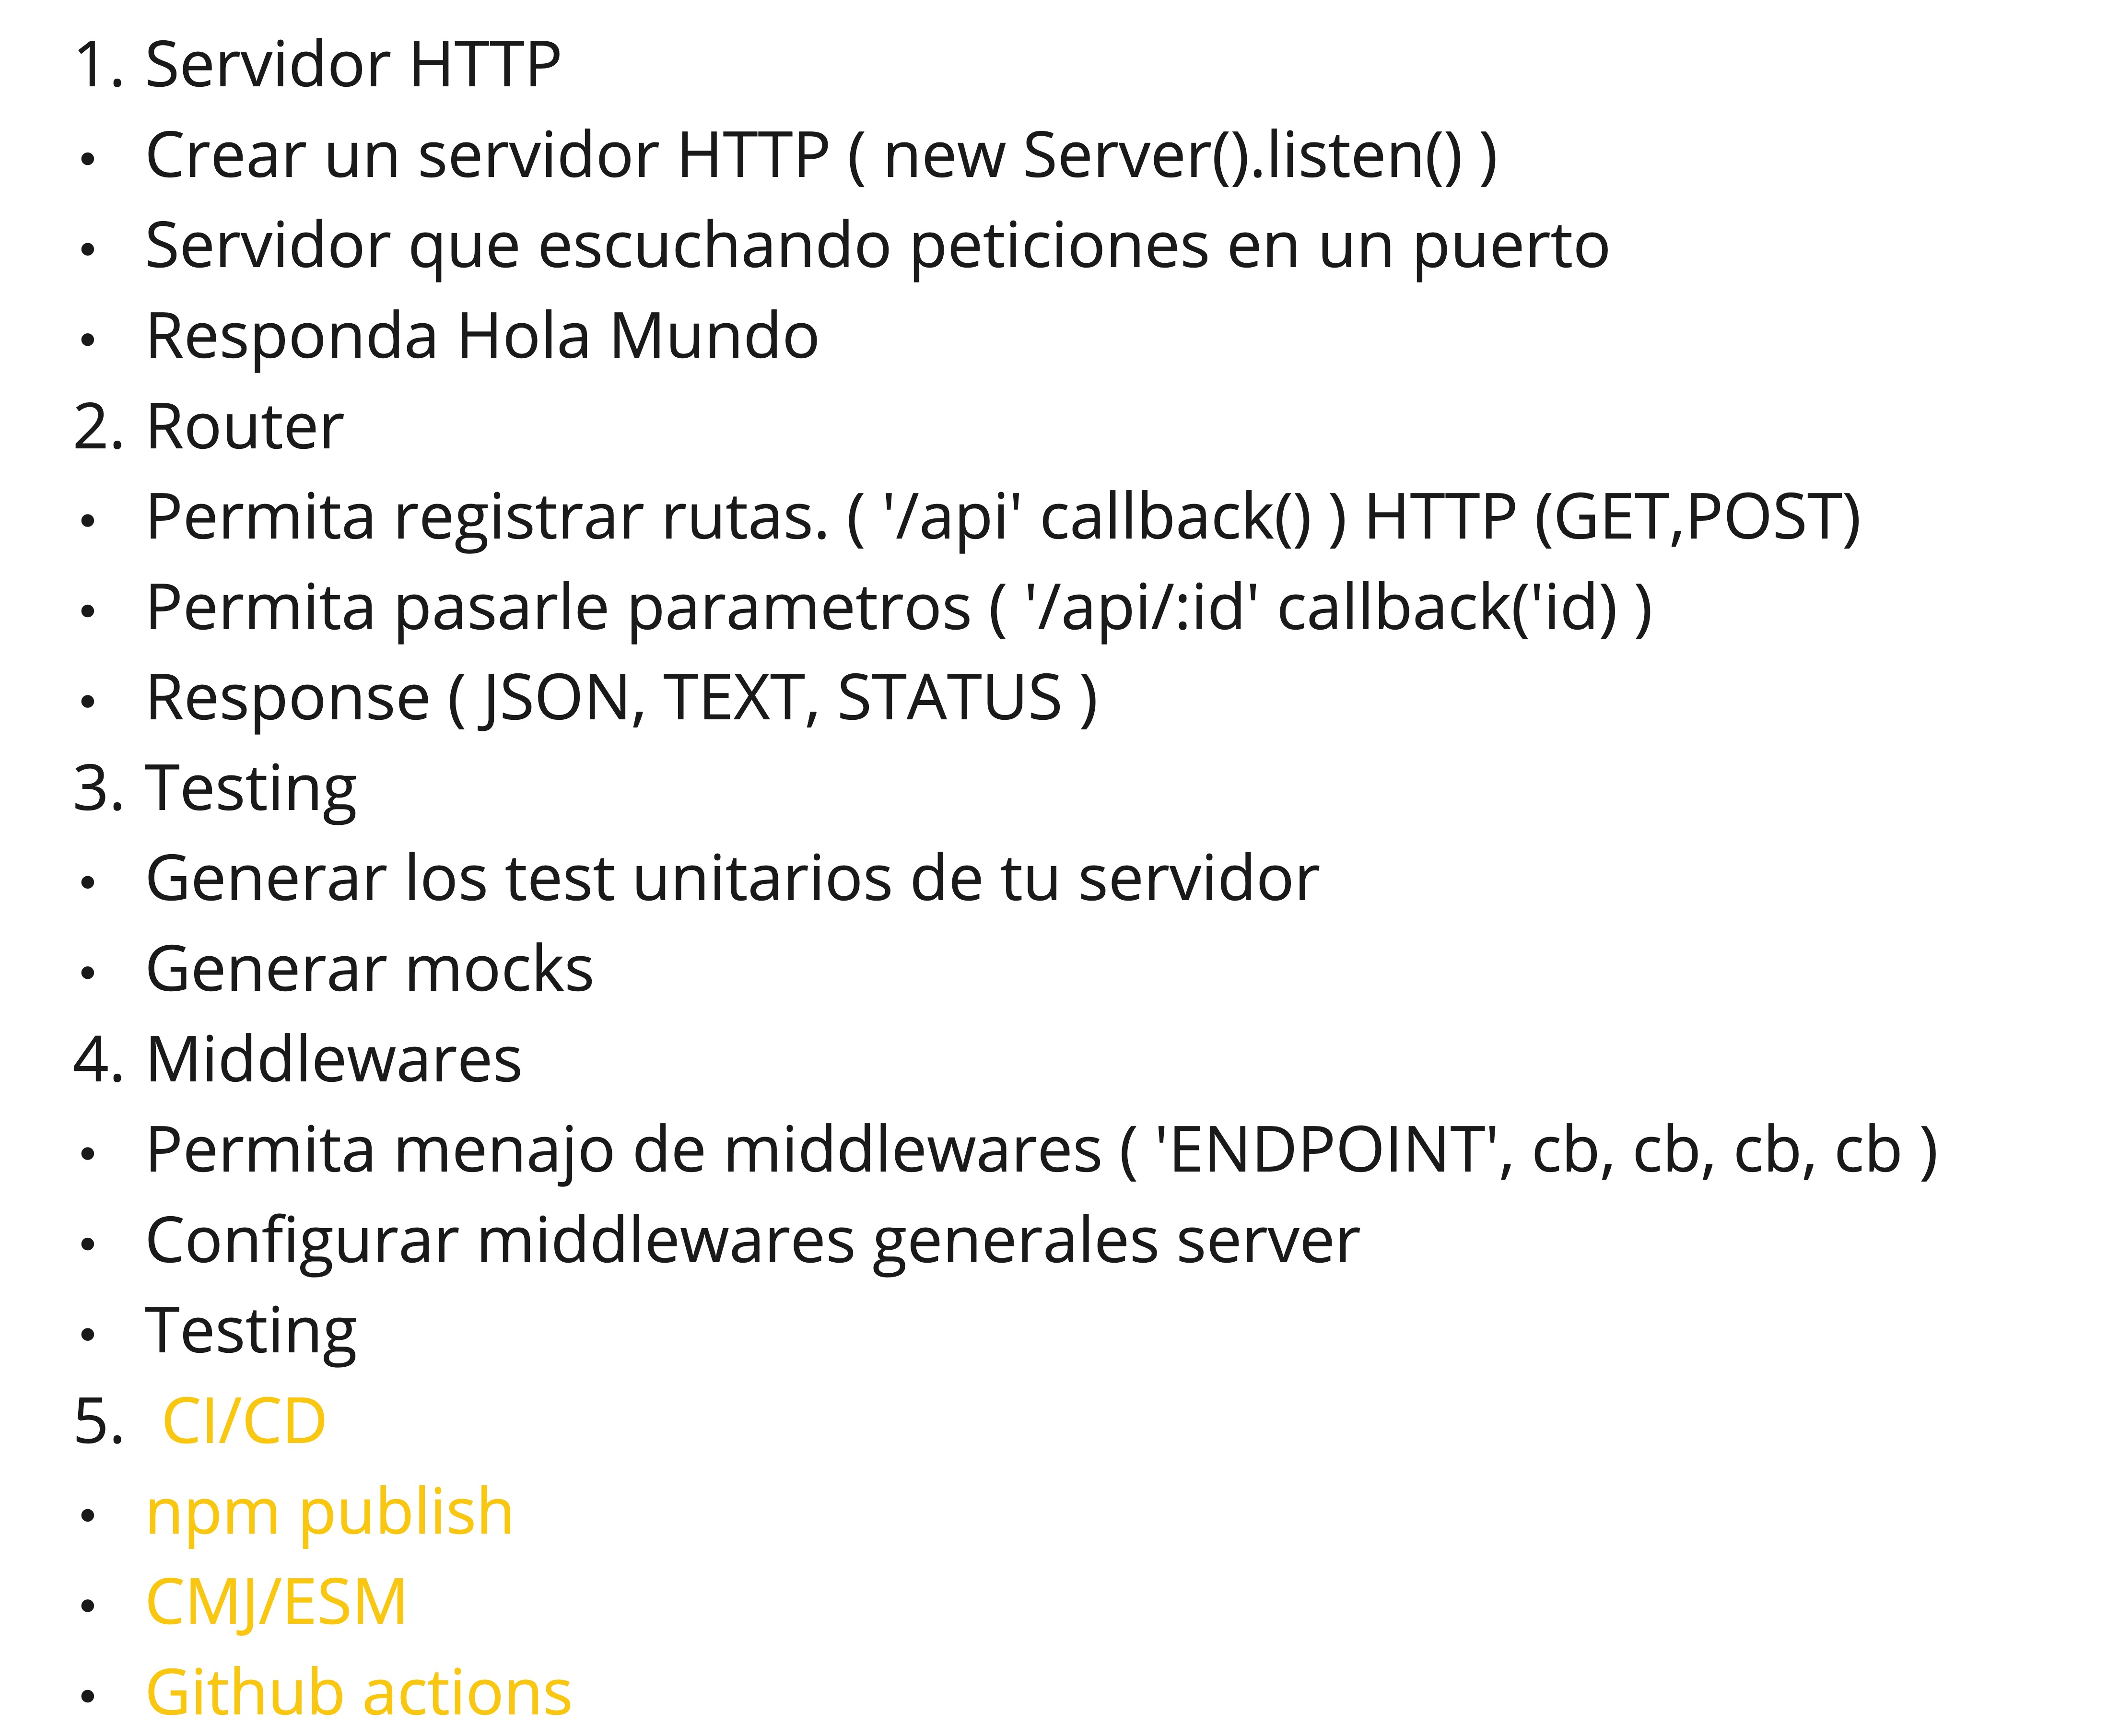 1. Servidor HTTP
• Crear un servidor HTTP ( new Server().listen() )
• Servidor que escuchando peticiones en un puerto
• Responda Hola Mundo
2. Router
• Permita registrar rutas. ( '/api' callback() ) HTTP (GET,POST)
• Permita pasarle parametros ( '/api/:id' callback('id) )
• Response ( JSON, TEXT, STATUS )
3. Testing
• Generar los test unitarios de tu servidor
• Generar mocks
4. Middlewares
• Permita menajo de middlewares ( 'ENDPOINT', cb, cb, cb, cb )
• Configurar middlewares generales server
• Testing
5. CI/CD
• npm publish
• CMJ/ESM
• Github actions